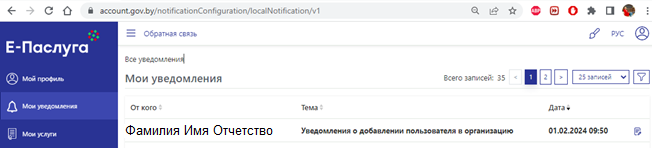 account.gov.by/notificationConfiguration/localNotification/v1
ABP
Е-Паслуга
Обратная связь
РУС
Все уведомления
Мой профиль
Мои уведомления
Всего записей: 35 « 1 2 » 25 записей
Мои уведомления
От кого Тема Дата
Мои услуги
Фамилия Имя Отчетство Уведомления о добавлении пользователя в организацию 01.02.2024 09:50